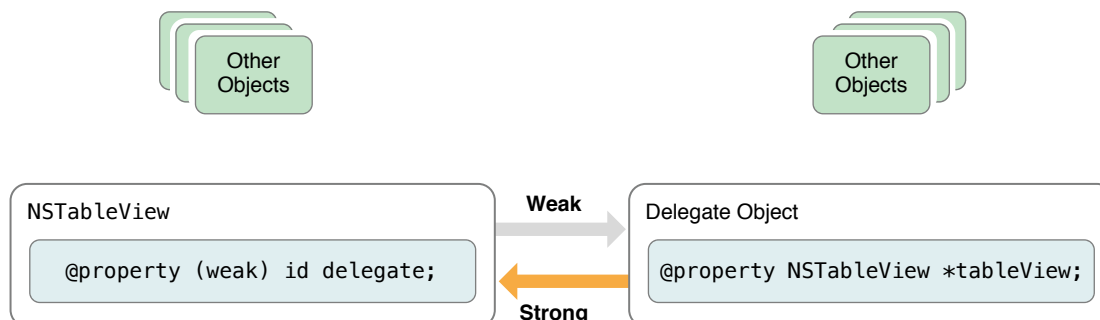 Other
Objects
Other
Objects
NSTableView
Weak
Delegate Object
@property (weak) id delegate;
@property NSTableView *tableView;
Strong